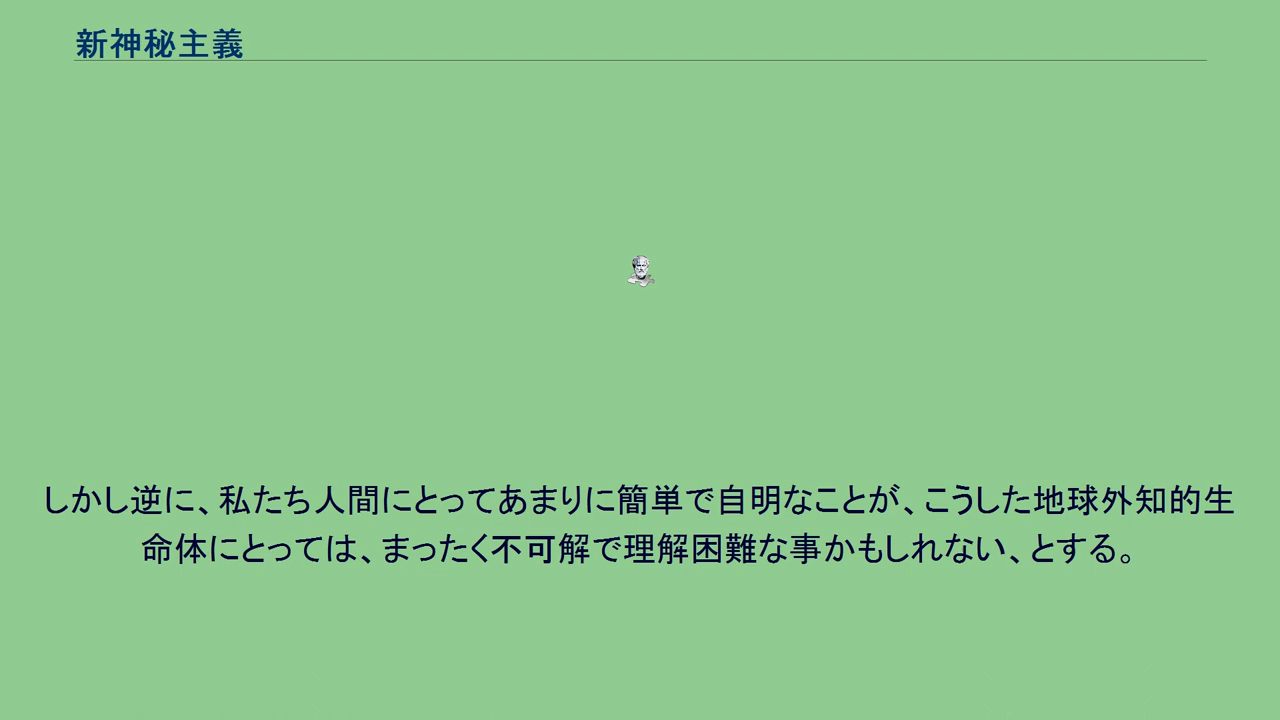 新神秘主義
しかし逆に、私たち人間にとってあまりに簡単で自明なことが、こうした地球外知的生
命体にとっては、まったく不可解で理解困難な事かもしれない、とする。